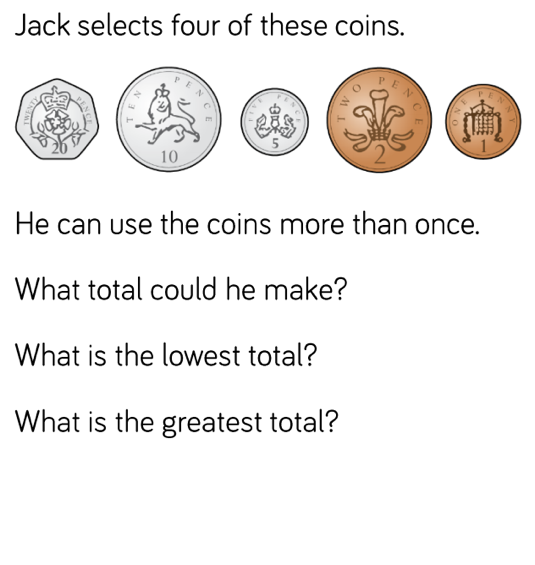 Jack selects four of these coins.
TWENTY PENCE 20
TEN PENCE 10
FIVE PENCE 5
TWO PENCE 2
ONE PENNY 1
He can use the coins more than once.
What total could he make?
What is the lowest total?
What is the greatest total?